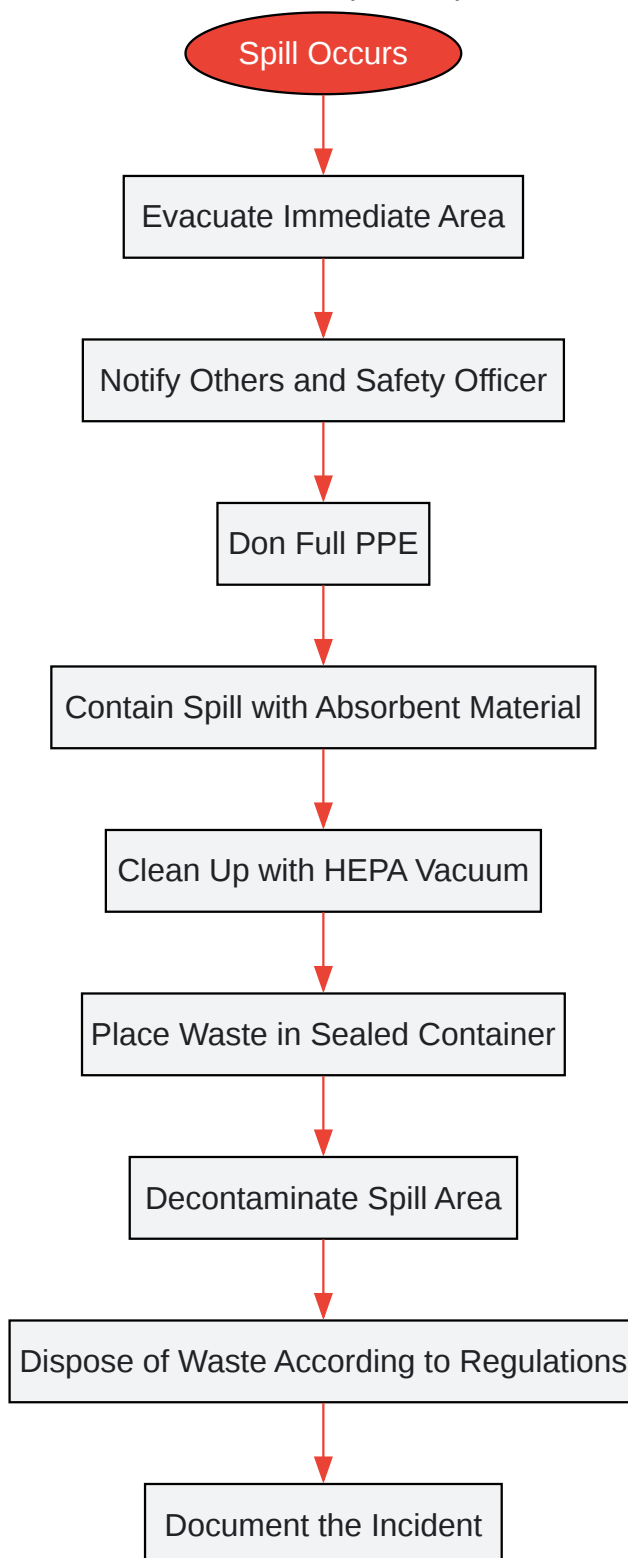 Spill Occurs
Evacuate Immediate Area
Notify Others and Safety Officer
Don Full PPE
Contain Spill with Absorbent Material
Clean Up with HEPA Vacuum
Place Waste in Sealed Container
Decontaminate Spill Area
Dispose of Waste According to Regulations
Document the Incident